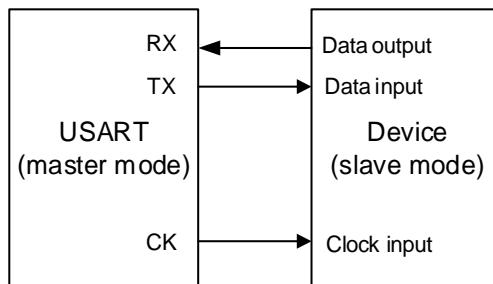 RX
Data output
TX
Data input
USART
(master mode)
Device
(slave mode)
CK
Clock input